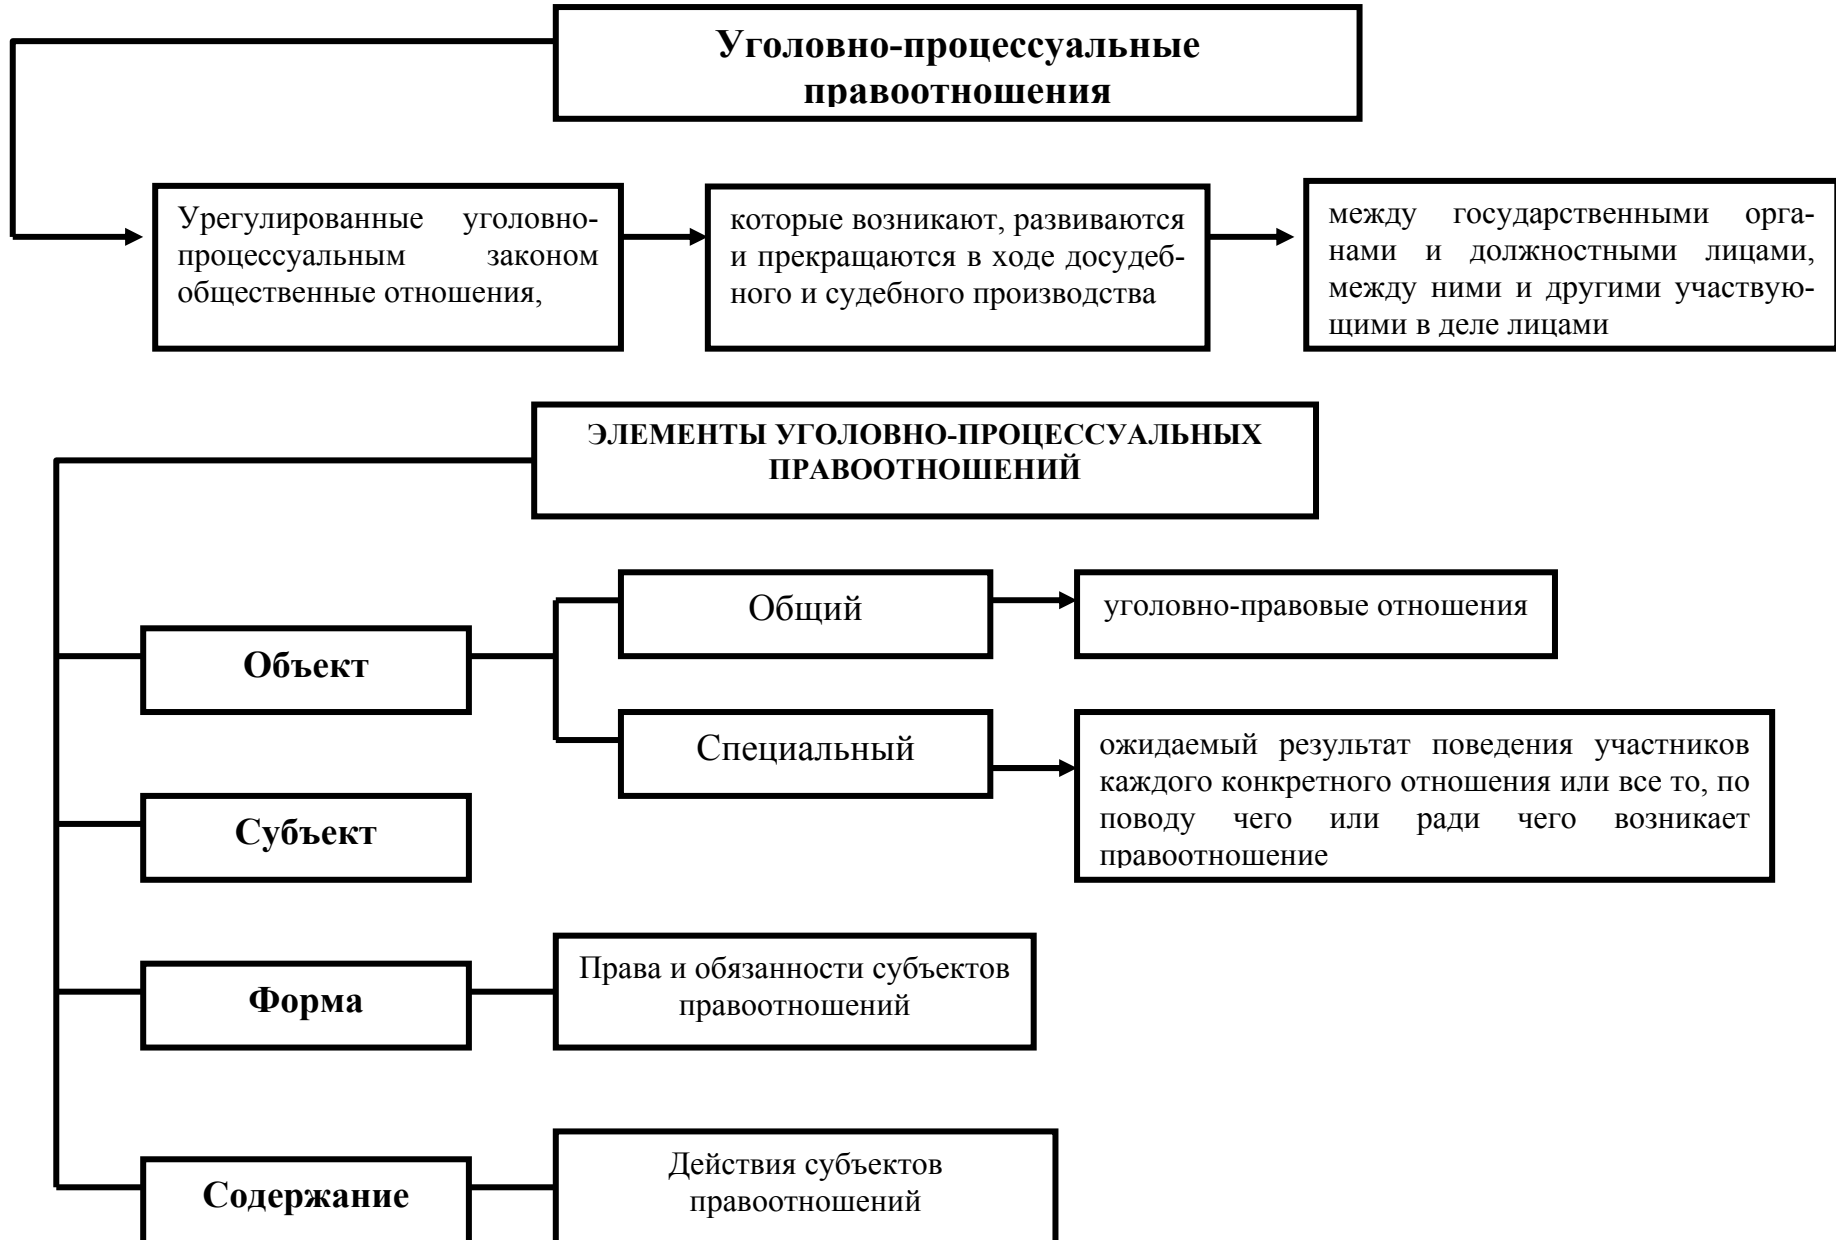 Уголовно-процессуальные
правоотношения
Урегулированные уголовно-
процессуальным законом
общественные отношения,
которые возникают, развиваются
и прекращаются в ходе досудеб-
ного и судебного производства
между государственными орга-
нами и должностными лицами,
между ними и другими участвую-
щими в деле лицами
ЭЛЕМЕНТЫ УГОЛОВНО-ПРОЦЕССУАЛЬНЫХ
ПРАВООТНОШЕНИЙ
Объект
Общий
уголовно-правовые отношения
Специальный
ожидаемый результат поведения участников
каждого конкретного отношения или все то, по
поводу чего или ради чего возникает
правоотношение
Субъект
Форма
Права и обязанности субъектов
правоотношений
Содержание
Действия субъектов
правоотношений